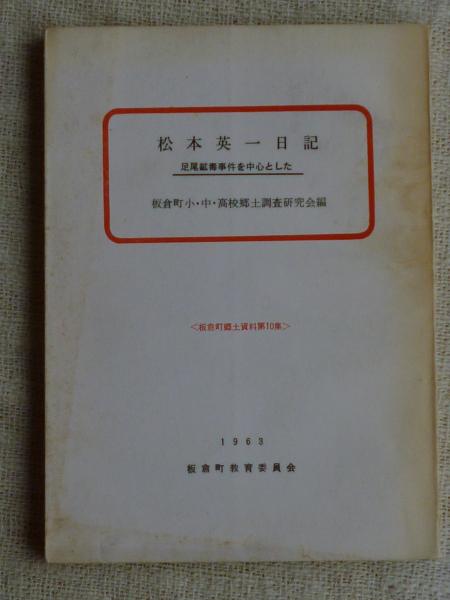 松本英一日記
足尾鉱毒事件を中心とした
板倉町小・中・高校郷土調査研究会編
<板倉町郷土資料第10集>
1963
板倉町教育委員会